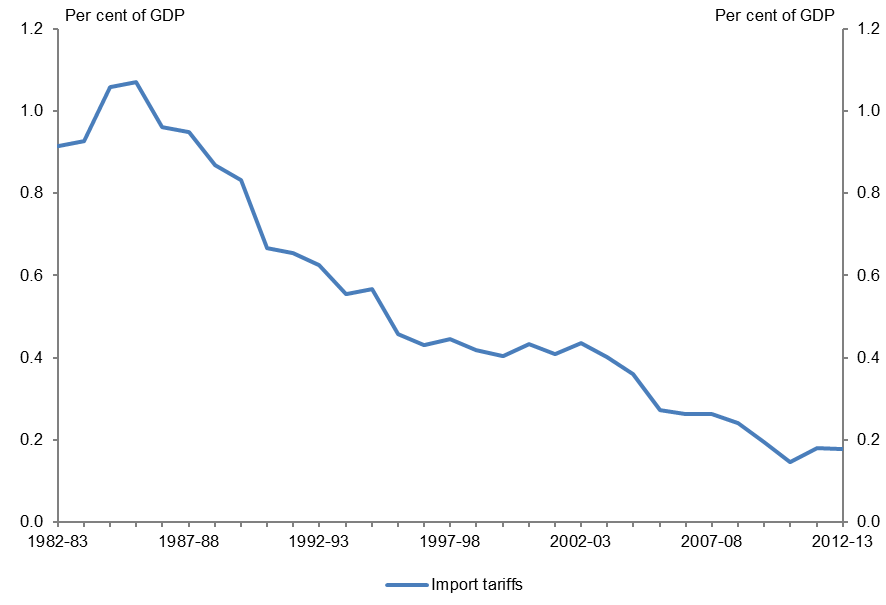 Per cent of GDP Per cent of GDP
1.2 1.2
1.0 1.0
0.8 0.8
0.6 0.6
0.4 0.4
0.2 0.2
0.0 0.0
1982-83 1987-88 1992-93 1997-98 2002-03 2007-08 2012-13
Import tariffs